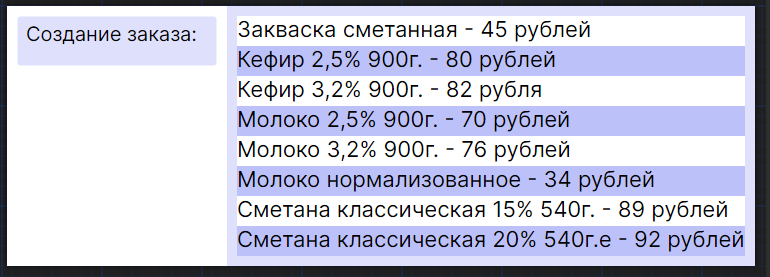 Создание заказа:
Закваска сметанная - 45 рублей
Кефир 2,5% 900г. - 80 рублей
Кефир 3,2% 900г. - 82 рубля
Молоко 2,5% 900г. - 70 рублей
Молоко 3,2% 900г. - 76 рублей
Молоко нормализованное - 34 рублей
Сметана классическая 15% 540г. - 89 рублей
Сметана классическая 20% 540г.е - 92 рублей